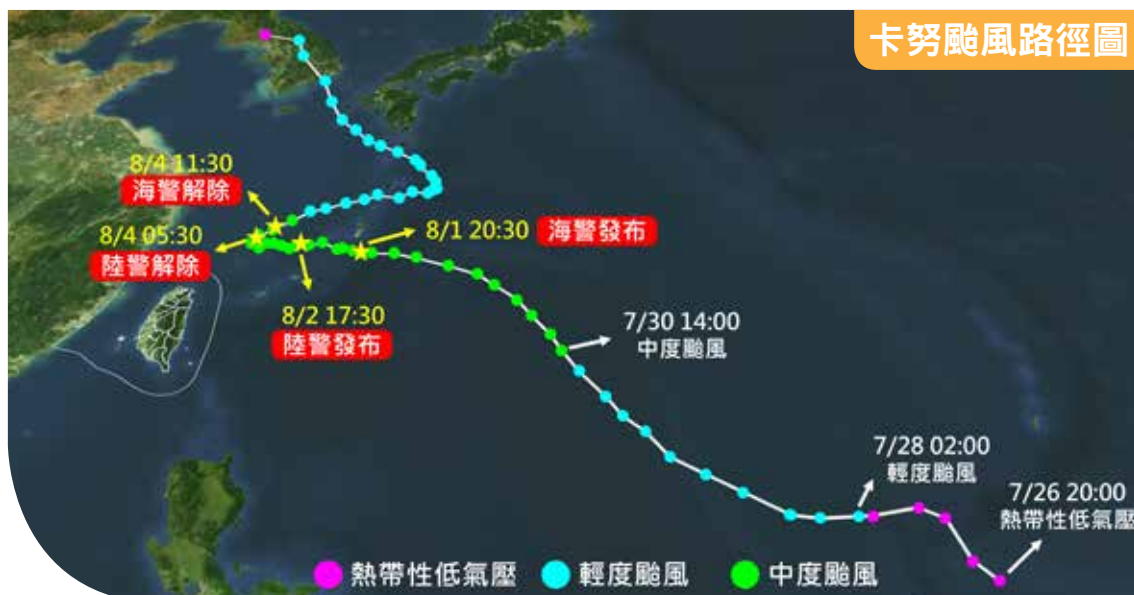 卡努颱風路徑圖
8/4 11:30
海警解除
8/4 05:30
陸警解除
8/1 20:30 海警發布
8/2 17:30
陸警發布
7/30 14:00
中度颱風
7/28 02:00
輕度颱風
7/26 20:00
熱帶性低氣壓
熱帶性低氣壓 輕度颱風 中度颱風